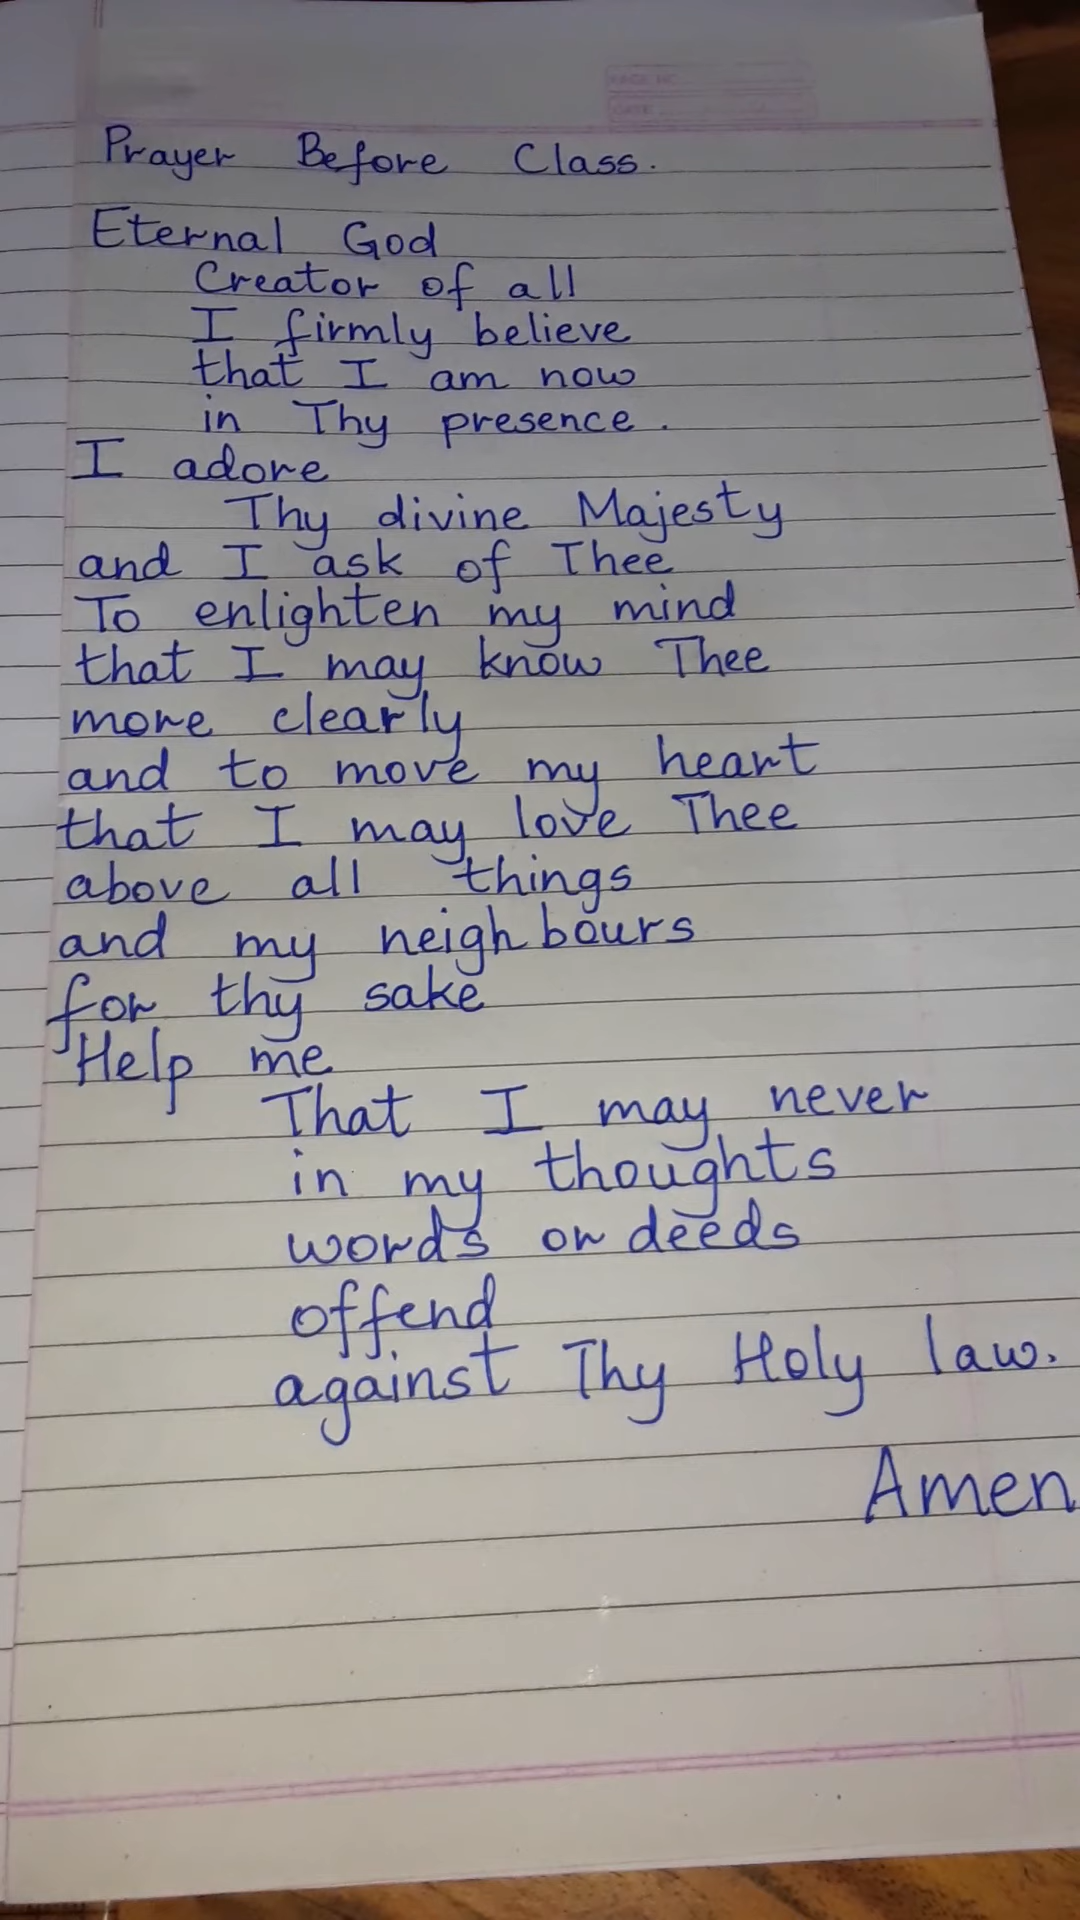 PAGE NO.
DATE
Prayer Before Class.
Eternal God
Creator of all
I firmly believe
that I am now
in Thy presence.
I adore
Thy divine Majesty
and I ask of Thee
To enlighten my mind
that I may know Thee
more clearly
and to move my heart
that I may love Thee
above all things
and my neighbours
for thy sake
Help me
That I may never
in my thoughts
words or deeds
offend
against Thy Holy law.
Amen